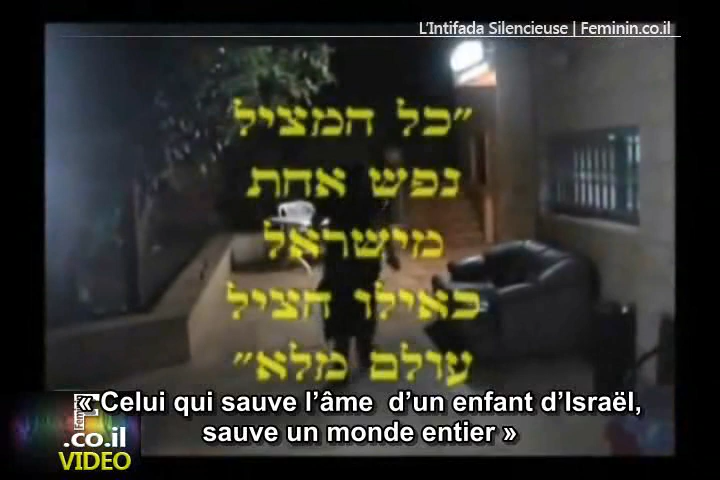 L'Intifada Silencieuse | Feminin.co.il
"כל המציל
נפש אחת
מישראל
כאילו הציל
עולם מלא"
« Celui qui sauve l'âme d'un enfant d'Israël,
sauve un monde entier »
.co.il
VIDEO